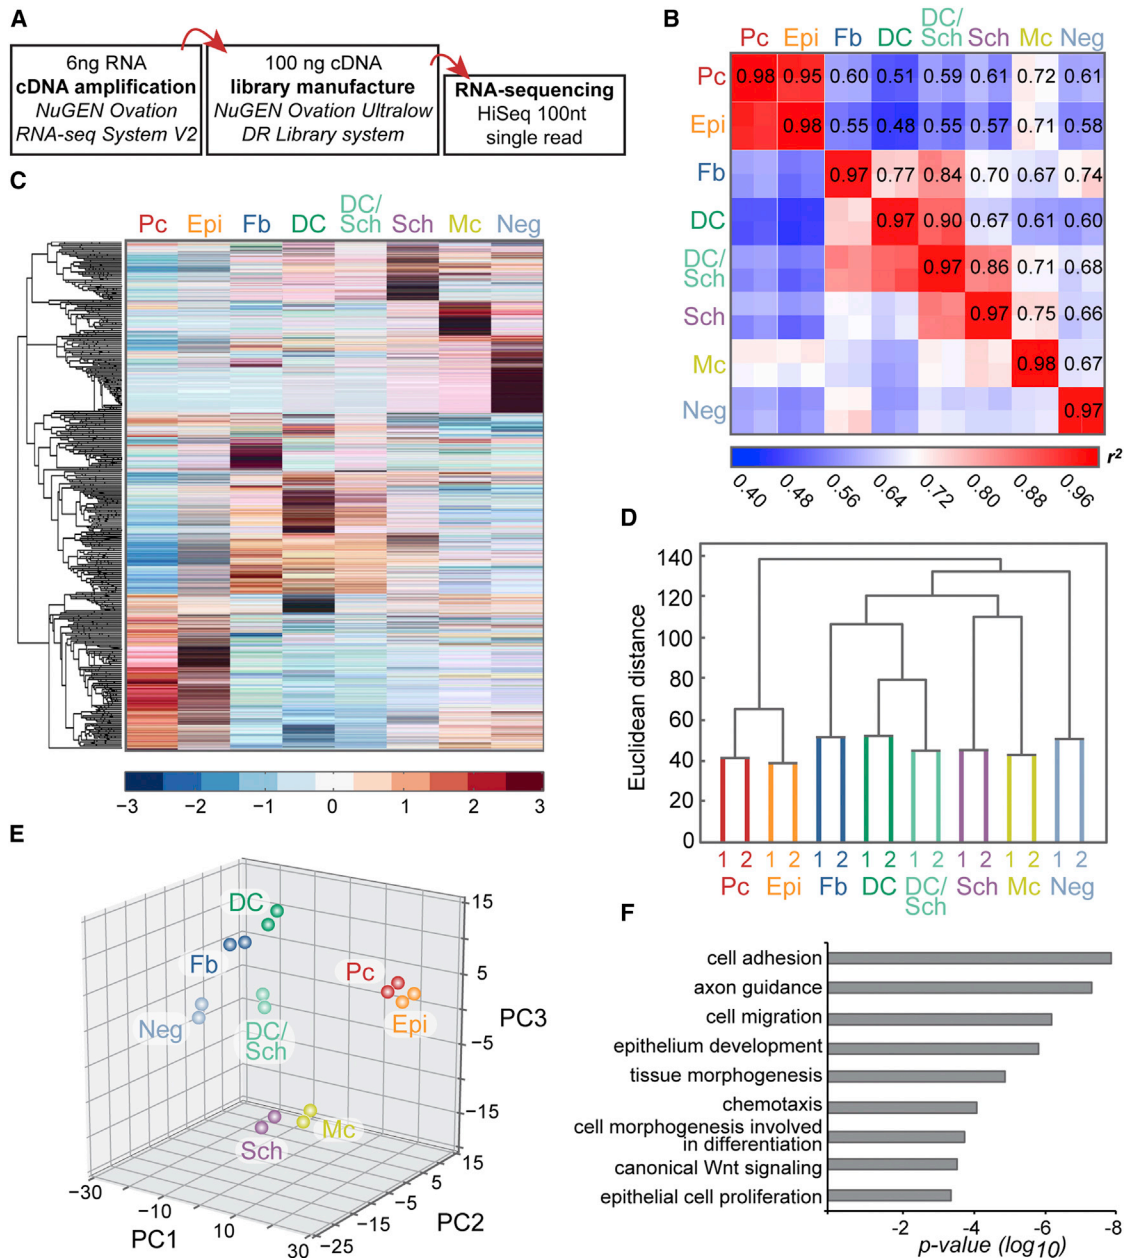 A
6ng RNA
cDNA amplification
NuGEN Ovation
RNA-seq System V2
100 ng cDNA
library manufacture
NuGEN Ovation Ultralow
DR Library system
RNA-sequencing
HiSeq 100nt
single read
B
Pc Epi Fb DC DC/Sch Sch Mc Neg
Pc 0.98 0.95 0.60 0.51 0.59 0.61 0.72 0.61
Epi 0.98 0.55 0.48 0.55 0.57 0.71 0.58
Fb 0.97 0.77 0.84 0.70 0.67 0.74
DC 0.97 0.90 0.67 0.61 0.60
DC/Sch 0.97 0.86 0.71 0.68
Sch 0.97 0.75 0.66
Mc 0.98 0.67
Neg 0.97
r²
0.40 0.48 0.56 0.64 0.72 0.80 0.88 0.96
C
Pc Epi Fb DC DC/Sch Sch Mc Neg
−3 −2 −1 0 1 2 3
D
Euclidean distance
140
120
100
80
60
40
20
0
1 2 1 2 1 2 1 2 1 2 1 2 1 2 1 2
Pc Epi Fb DC DC/Sch Sch Mc Neg
E
DC
Fb
Neg
DC/
Sch
Pc
Epi
Sch
Mc
15
5
−5
−15
PC3
−30
−10
10
30
PC1
−25
−15
−5
5
15
PC2
F
cell adhesion
axon guidance
cell migration
epithelium development
tissue morphogenesis
chemotaxis
cell morphogenesis involved
in differentiation
canonical Wnt signaling
epithelial cell proliferation
-2 -4 -6 -8
p-value (log10)